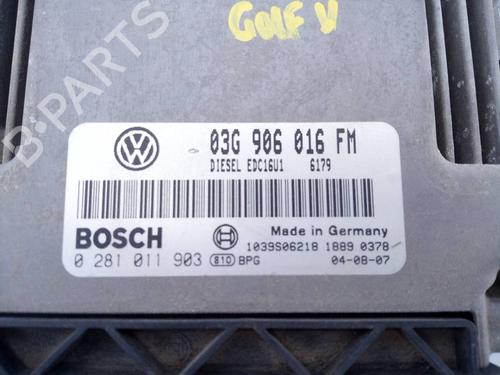 B-PARTS
GOLF V
03G 906 016 FM
DIESEL EDC16U1 6179
BOSCH
Made in Germany
1039S06218 1889 0378
0 281 011 903 810 BPG 04-08-07